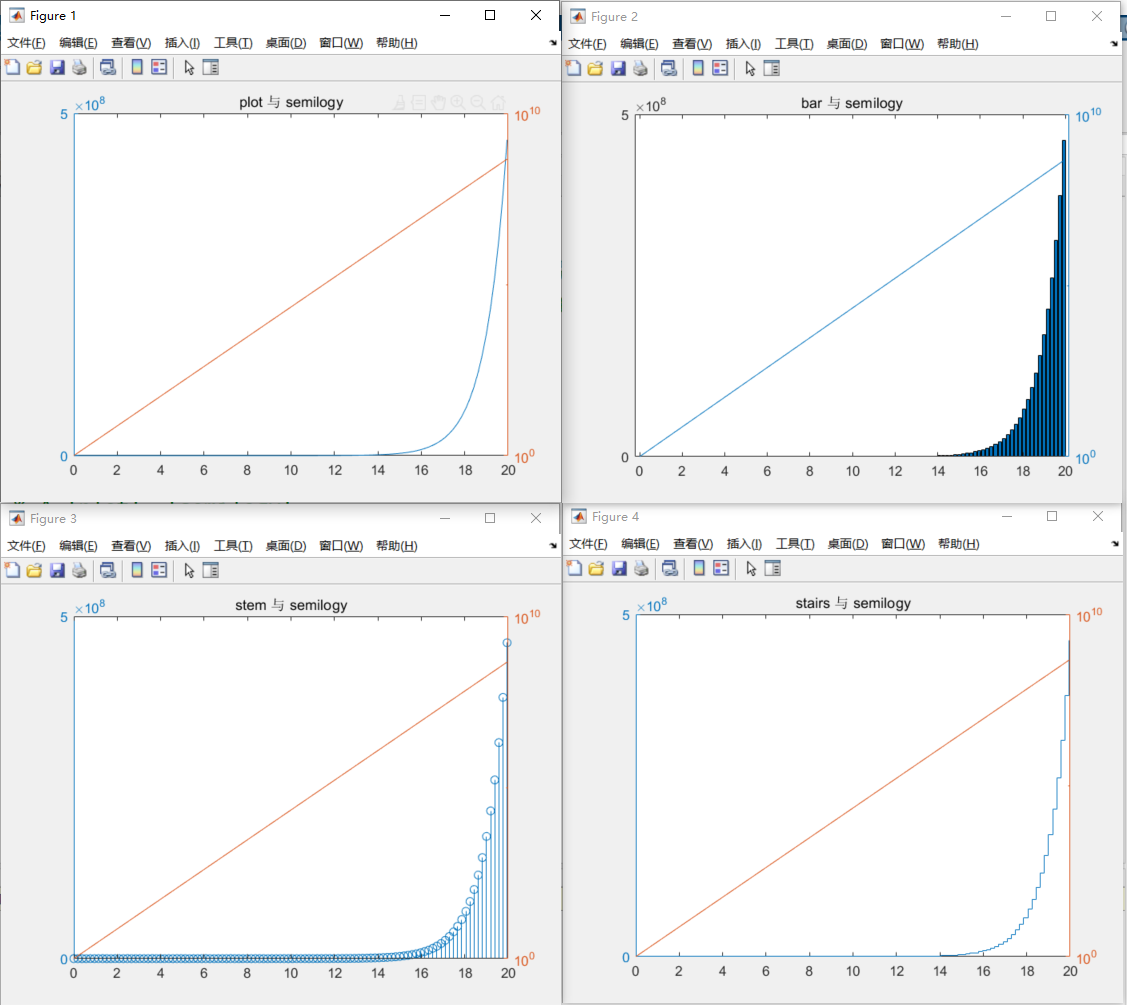 Figure 1
文件(F) 编辑(E) 查看(V) 插入(I) 工具(T) 桌面(D) 窗口(W) 帮助(H)
plot 与 semilogy
5 ×10^8 10^10
0 10^0
0 2 4 6 8 10 12 14 16 18 20
Figure 2
文件(F) 编辑(E) 查看(V) 插入(I) 工具(T) 桌面(D) 窗口(W) 帮助(H)
bar 与 semilogy
5 ×10^8 10^10
0 10^0
0 2 4 6 8 10 12 14 16 18 20
Figure 3
文件(F) 编辑(E) 查看(V) 插入(I) 工具(T) 桌面(D) 窗口(W) 帮助(H)
stem 与 semilogy
5 ×10^8 10^10
0 10^0
0 2 4 6 8 10 12 14 16 18 20
Figure 4
文件(F) 编辑(E) 查看(V) 插入(I) 工具(T) 桌面(D) 窗口(W) 帮助(H)
stairs 与 semilogy
5 ×10^8 10^10
0 10^0
0 2 4 6 8 10 12 14 16 18 20